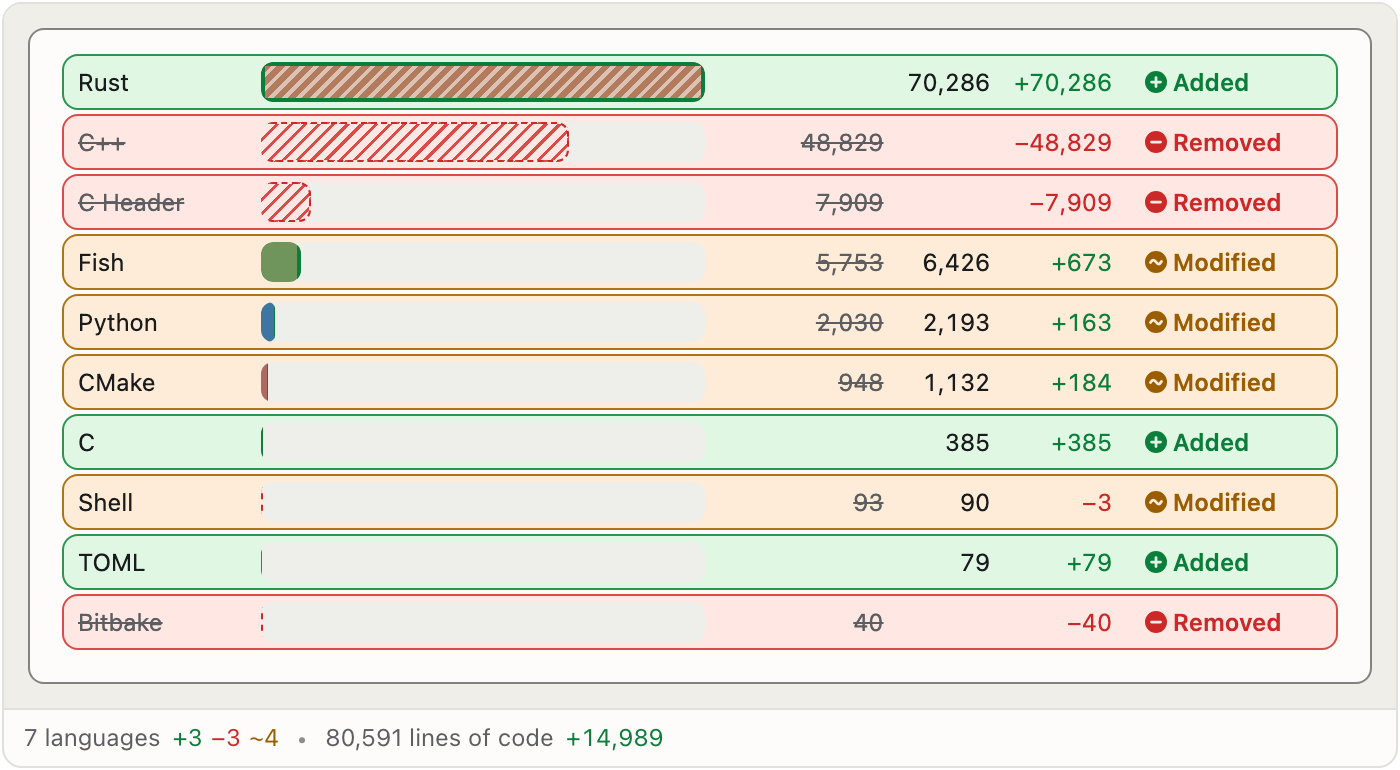 Rust 70,286 +70,286 Added
C++ 48,829 −48,829 Removed
C Header 7,909 −7,909 Removed
Fish 5,753 6,426 +673 Modified
Python 2,030 2,193 +163 Modified
CMake 948 1,132 +184 Modified
C 385 +385 Added
Shell 93 90 −3 Modified
TOML 79 +79 Added
Bitbake 40 −40 Removed
7 languages +3 −3 ~4 • 80,591 lines of code +14,989